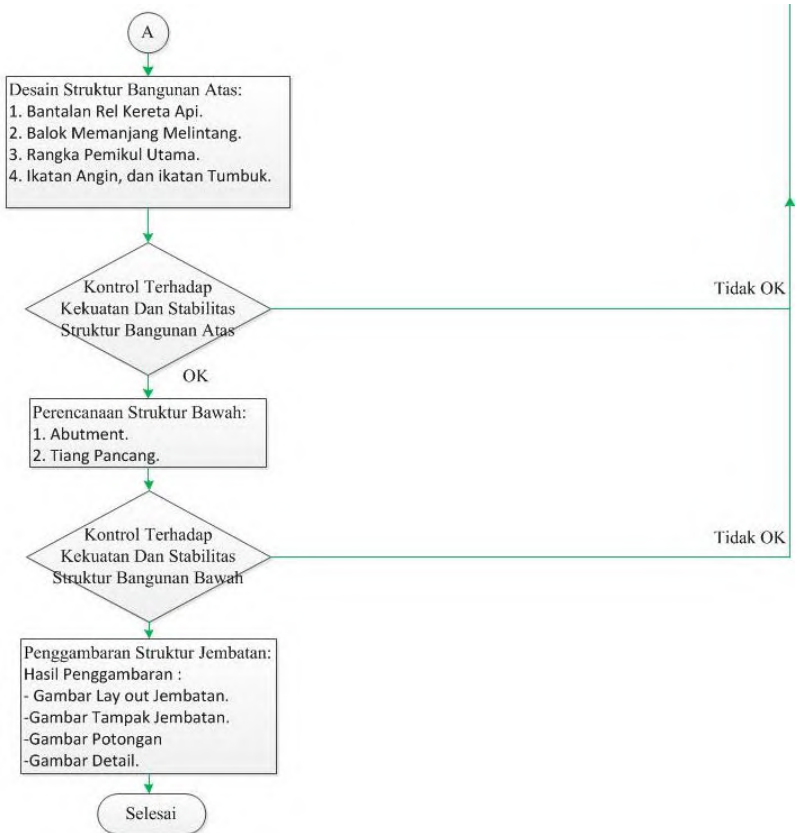 A
Desain Struktur Bangunan Atas:
1. Bantalan Rel Kereta Api.
2. Balok Memanjang Melintang.
3. Rangka Pemikul Utama.
4. Ikatan Angin, dan ikatan Tumbuk.
Kontrol Terhadap
Kekuatan Dan Stabilitas
Struktur Bangunan Atas
Tidak OK
OK
Perencanaan Struktur Bawah:
1. Abutment.
2. Tiang Pancang.
Kontrol Terhadap
Kekuatan Dan Stabilitas
Struktur Bangunan Bawah
Tidak OK
Penggambaran Struktur Jembatan:
Hasil Penggambaran :
- Gambar Lay out Jembatan.
-Gambar Tampak Jembatan.
-Gambar Potongan
-Gambar Detail.
Selesai